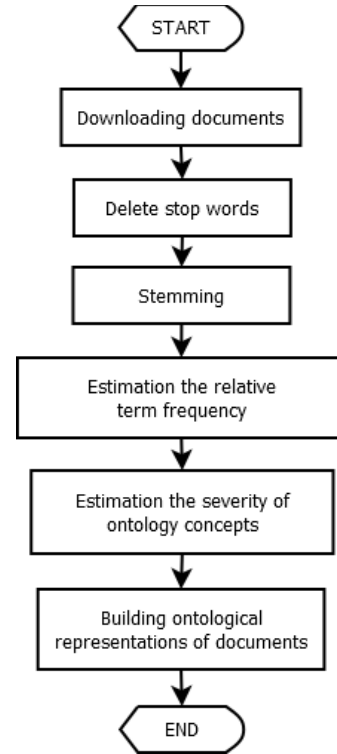 START
Downloading documents
Delete stop words
Stemming
Estimation the relative
term frequency
Estimation the severity of
ontology concepts
Building ontological
representations of documents
END